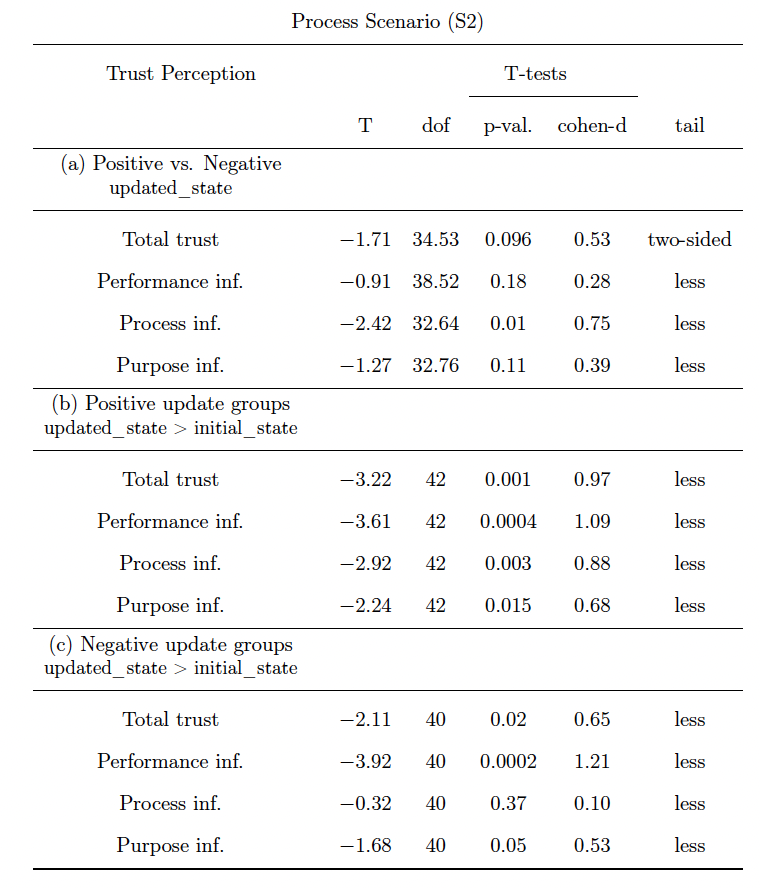 Process Scenario (S2)
Trust Perception T-tests
T dof p-val. cohen-d tail
(a) Positive vs. Negative
updated_state
Total trust −1.71 34.53 0.096 0.53 two-sided
Performance inf. −0.91 38.52 0.18 0.28 less
Process inf. −2.42 32.64 0.01 0.75 less
Purpose inf. −1.27 32.76 0.11 0.39 less
(b) Positive update groups
updated_state > initial_state
Total trust −3.22 42 0.001 0.97 less
Performance inf. −3.61 42 0.0004 1.09 less
Process inf. −2.92 42 0.003 0.88 less
Purpose inf. −2.24 42 0.015 0.68 less
(c) Negative update groups
updated_state > initial_state
Total trust −2.11 40 0.02 0.65 less
Performance inf. −3.92 40 0.0002 1.21 less
Process inf. −0.32 40 0.37 0.10 less
Purpose inf. −1.68 40 0.05 0.53 less